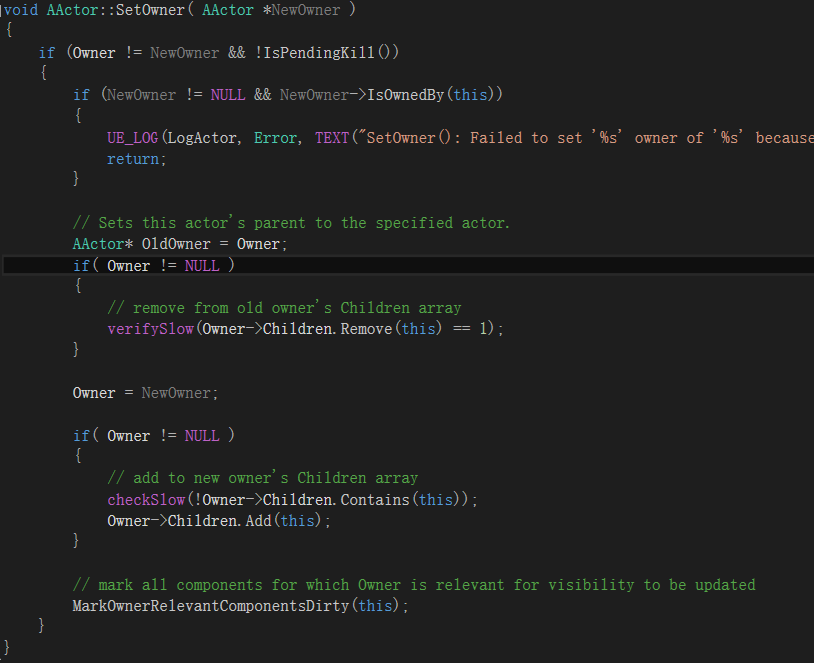 void AActor::SetOwner( AActor *NewOwner )
{
    if (Owner != NewOwner && !IsPendingKill())
    {
        if (NewOwner != NULL && NewOwner->IsOwnedBy(this))
        {
            UE_LOG(LogActor, Error, TEXT("SetOwner(): Failed to set '%s' owner of '%s' because
            return;
        }

        // Sets this actor's parent to the specified actor.
        AActor* OldOwner = Owner;
        if( Owner != NULL )
        {
            // remove from old owner's Children array
            verifySlow(Owner->Children.Remove(this) == 1);
        }

        Owner = NewOwner;

        if( Owner != NULL )
        {
            // add to new owner's Children array
            checkSlow(!Owner->Children.Contains(this));
            Owner->Children.Add(this);
        }

        // mark all components for which Owner is relevant for visibility to be updated
        MarkOwnerRelevantComponentsDirty(this);
    }
}